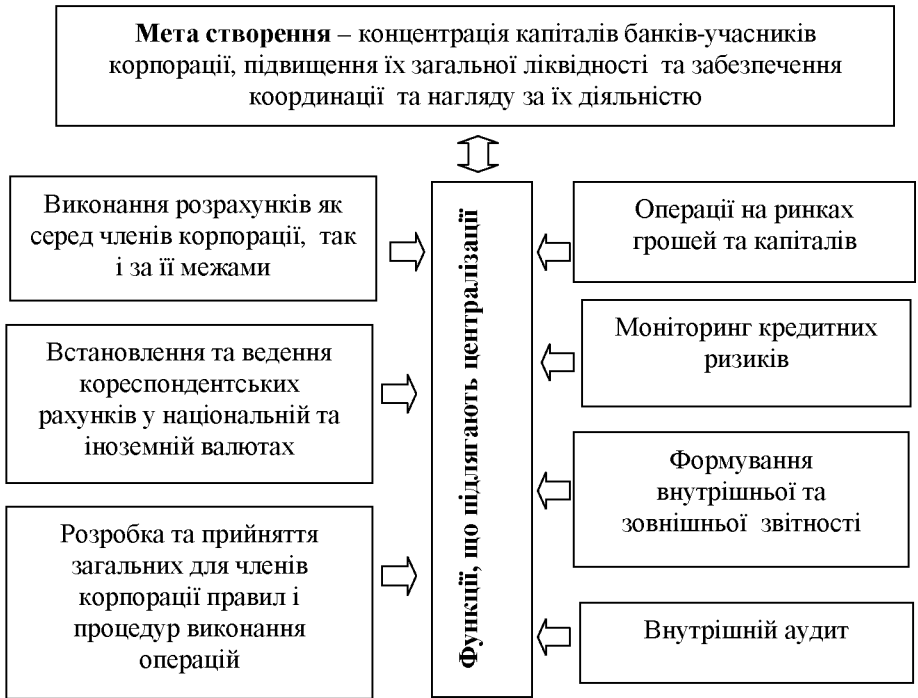 Мета створення – концентрація капіталів банків-учасників
корпорації, підвищення їх загальної ліквідності та забезпечення
координації та нагляду за їх діяльністю
Виконання розрахунків як
серед членів корпорації, так
і за її межами
Встановлення та ведення
кореспондентських
рахунків у національній та
іноземній валютах
Розробка та прийняття
загальних для членів
корпорації правил і
процедур виконання
операцій
Функції, що підлягають централізації
Операції на ринках
грошей та капіталів
Моніторинг кредитних
ризиків
Формування
внутрішньої та
зовнішньої звітності
Внутрішній аудит